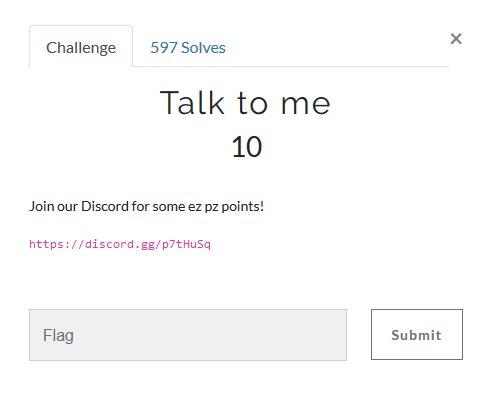 Challenge
597 Solves
×
Talk to me
10
Join our Discord for some ez pz points!
https://discord.gg/p7tHuSq
Flag
Submit